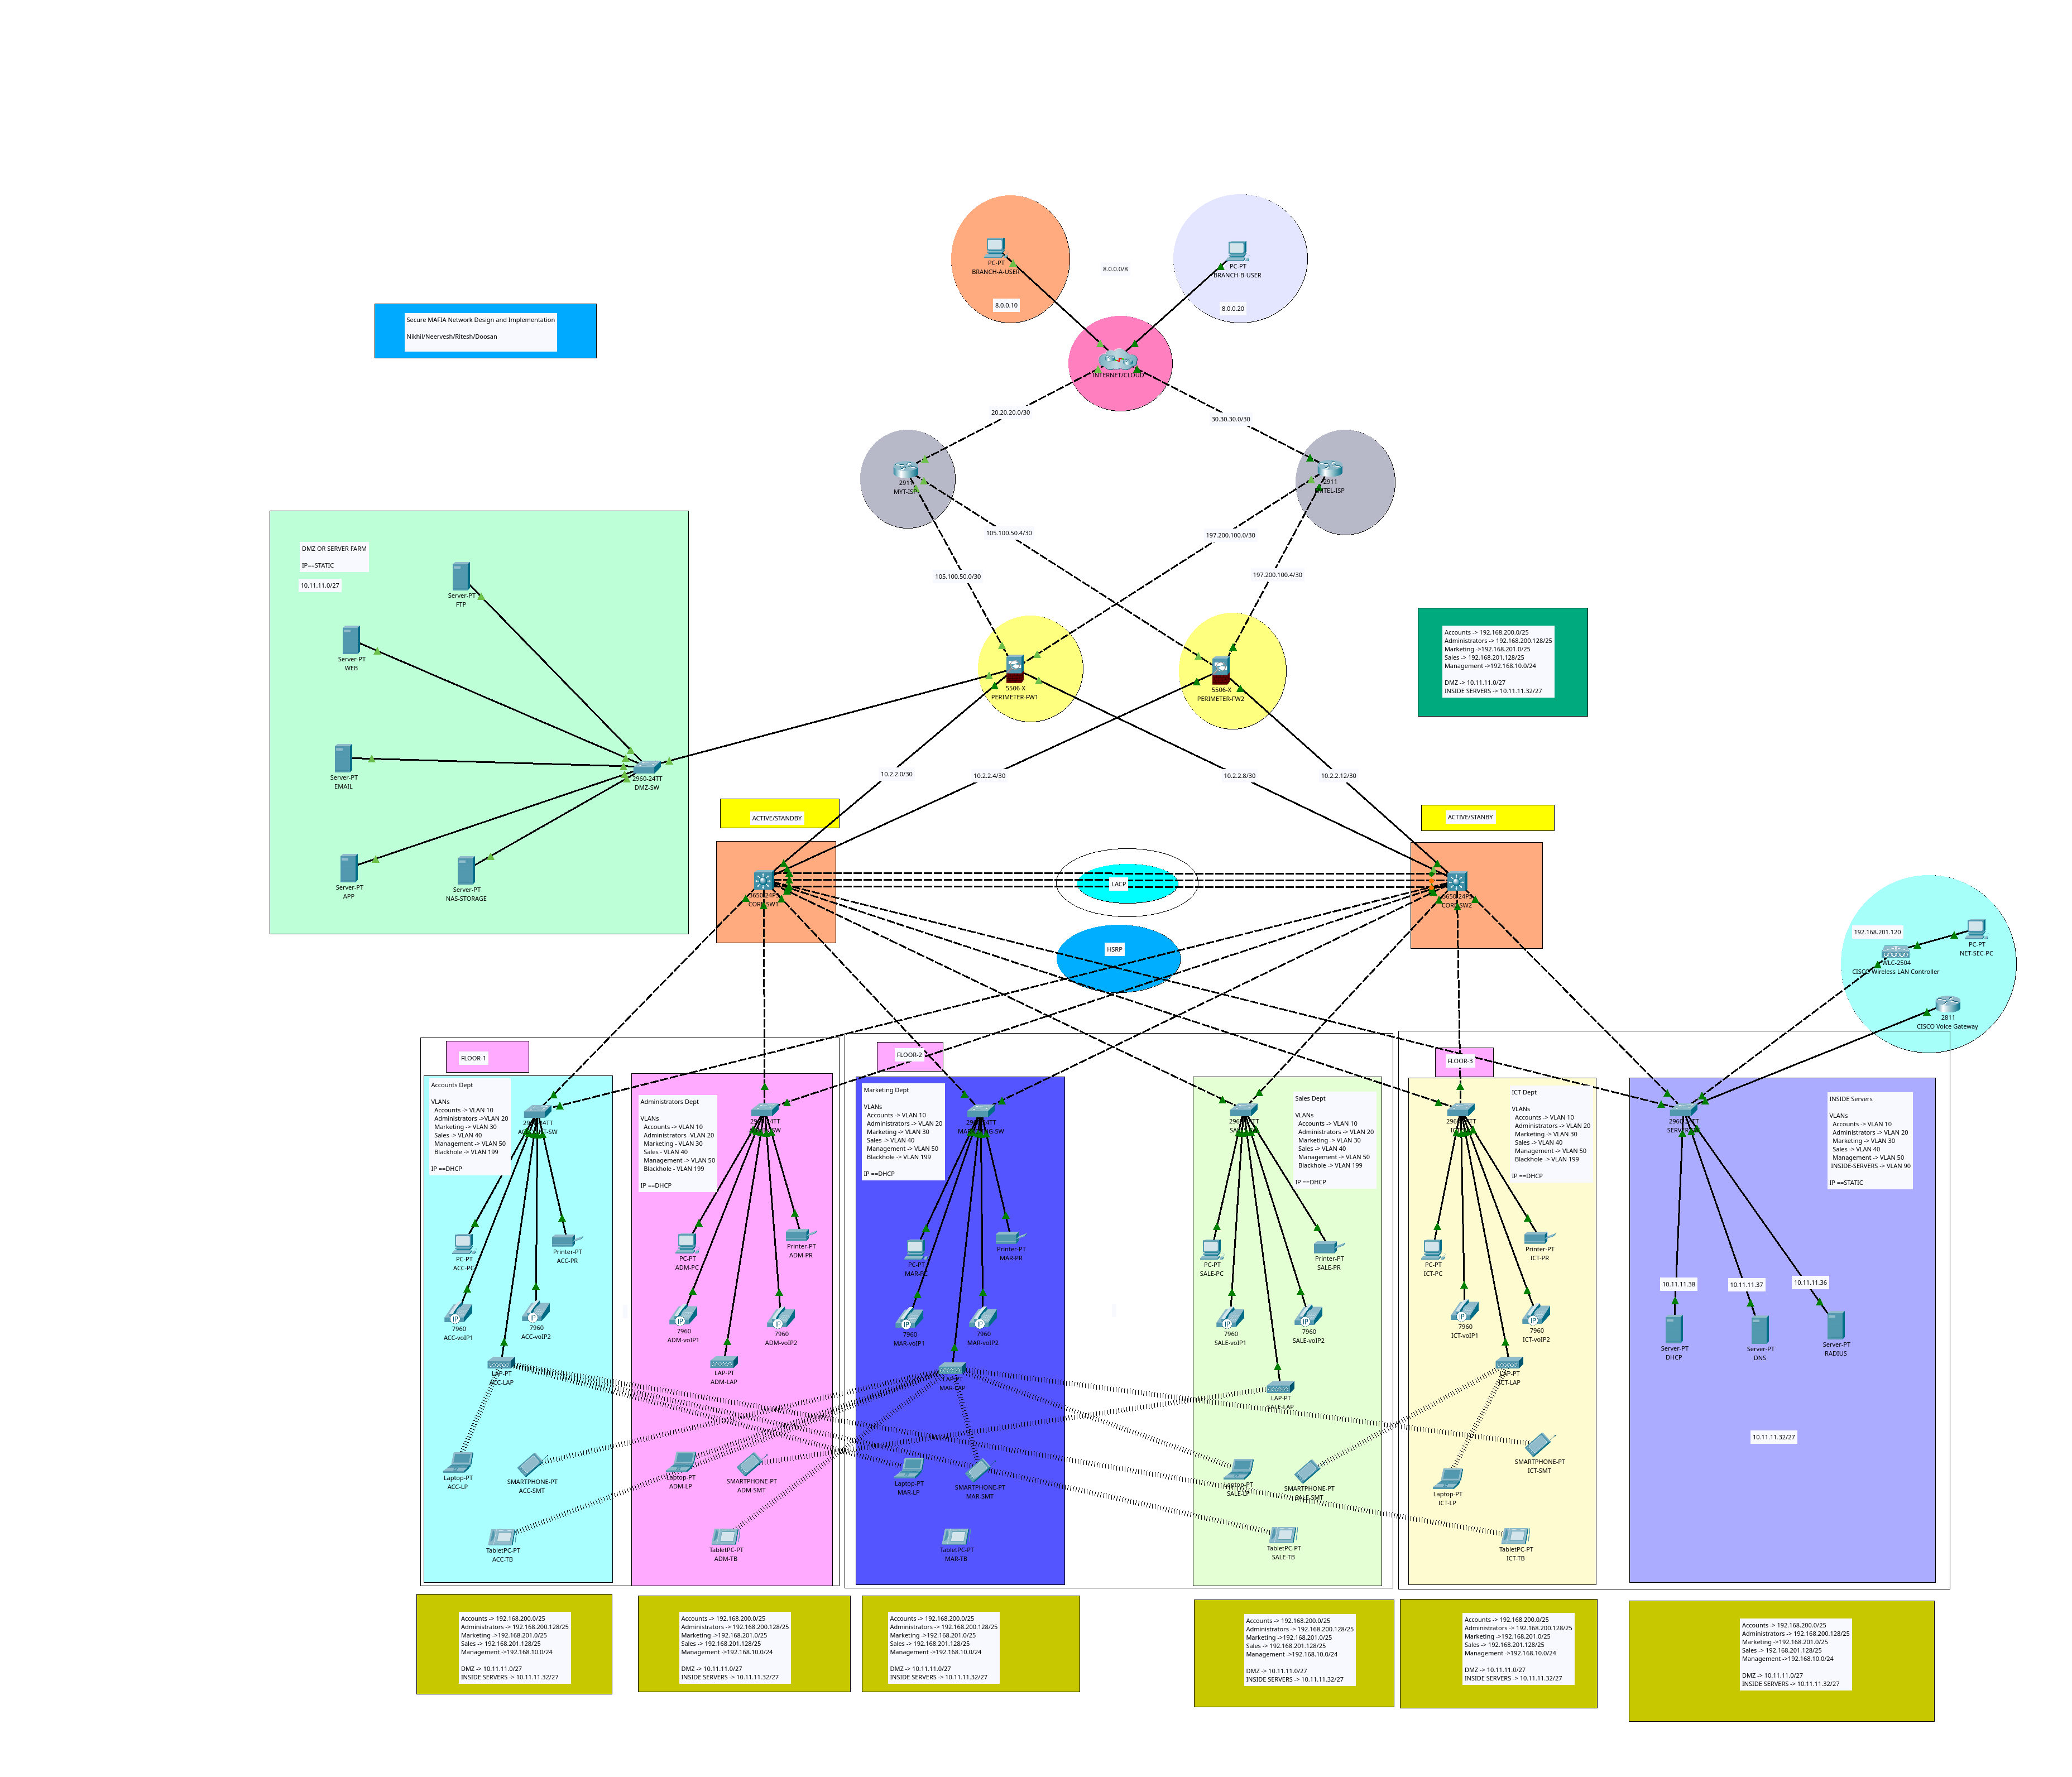 PC-PT
BRANCH-A-USER
8.0.0.10
8.0.0.0/8
PC-PT
BRANCH-B-USER
8.0.0.20
Secure MAFIA Network Design and Implementation
Nikhil/Neervesh/Ritesh/Doosan
INTERNET/CLOUD
20.20.20.0/30
30.30.30.0/30
MYT-ISP
2911
105.100.50.4/30
197.200.100.0/30
105.100.50.0/30
197.200.100.4/30
DMZ OR SERVER FARM
IP==STATIC
10.11.11.0/27
Server-PT
FTP
Server-PT
WEB
Server-PT
EMAIL
Server-PT
APP
Server-PT
NAS-STORAGE
2960-24TT
DMZ-SW
5506-X
PERIMETER-FW1
5506-X
PERIMETER-FW2
Accounts -> 192.168.200.0/25
Administrators -> 192.168.200.128/25
Marketing ->192.168.201.0/25
Sales -> 192.168.201.128/25
Management ->192.168.10.0/24
DMZ -> 10.11.11.0/27
INSIDE SERVERS -> 10.11.11.32/27
10.2.2.0/30
10.2.2.4/30
10.2.2.8/30
10.2.2.12/30
ACTIVE/STANDBY
ACTIVE/STANBY
LACP
HSRP
192.168.201.120
PC-PT
NET-SEC-PC
WLC-2504
CISCO Wireless LAN Controller
2811
CISCO Voice Gateway
FLOOR-1
FLOOR-2
FLOOR-3
Accounts Dept
VLANs
Accounts -> VLAN 10
Administrators ->VLAN 20
Marketing -> VLAN 30
Sales -> VLAN 40
Management -> VLAN 50
Blackhole -> VLAN 199
IP ==DHCP
PC-PT
ACC-PC
Printer-PT
ACC-PR
7960
ACC-voIP1
7960
ACC-voIP2
LAP-PT
ACC-LAP
Laptop-PT
ACC-LP
SMARTPHONE-PT
ACC-SMT
TabletPC-PT
ACC-TB
Administrators Dept
VLANs
Accounts -> VLAN 10
Administrators -VLAN 20
Marketing - VLAN 30
Sales - VLAN 40
Management -> VLAN 50
Blackhole - VLAN 199
IP ==DHCP
PC-PT
ADM-PC
Printer-PT
ADM-PR
7960
ADM-voIP1
7960
ADM-voIP2
LAP-PT
ADM-LAP
Laptop-PT
ADM-LP
SMARTPHONE-PT
ADM-SMT
TabletPC-PT
ADM-TB
Marketing Dept
VLANs
Accounts -> VLAN 10
Administrators -> VLAN 20
Marketing -> VLAN 30
Sales -> VLAN 40
Management -> VLAN 50
Blackhole -> VLAN 199
IP ==DHCP
PC-PT
MAR-PC
Printer-PT
MAR-PR
7960
MAR-voIP1
7960
MAR-voIP2
LAP-PT
MAR-LAP
Laptop-PT
MAR-LP
SMARTPHONE-PT
MAR-SMT
TabletPC-PT
MAR-TB
Sales Dept
VLANs
Accounts -> VLAN 10
Administrators -> VLAN 20
Marketing -> VLAN 30
Sales -> VLAN 40
Management -> VLAN 50
Blackhole -> VLAN 199
IP ==DHCP
PC-PT
SALE-PC
Printer-PT
SALE-PR
7960
SALE-voIP1
7960
SALE-voIP2
LAP-PT
SALE-LAP
Laptop-PT
SALE-LP
SMARTPHONE-PT
SALE-SMT
TabletPC-PT
SALE-TB
ICT Dept
VLANs
Accounts -> VLAN 10
Administrators -> VLAN 20
Marketing -> VLAN 30
Sales -> VLAN 40
Management -> VLAN 50
Blackhole -> VLAN 199
IP ==DHCP
PC-PT
ICT-PC
Printer-PT
ICT-PR
7960
ICT-voIP1
7960
ICT-voIP2
LAP-PT
ICT-LAP
SMARTPHONE-PT
ICT-SMT
Laptop-PT
ICT-LP
TabletPC-PT
ICT-TB
INSIDE Servers
VLANs
Accounts -> VLAN 10
Administrators -> VLAN 20
Marketing -> VLAN 30
Sales -> VLAN 40
Management -> VLAN 50
INSIDE-SERVERS -> VLAN 90
IP ==STATIC
10.11.11.38
10.11.11.37
10.11.11.36
Server-PT
DHCP
Server-PT
DNS
Server-PT
RADIUS
10.11.11.32/27
Accounts -> 192.168.200.0/25
Administrators -> 192.168.200.128/25
Marketing ->192.168.201.0/25
Sales -> 192.168.201.128/25
Management ->192.168.10.0/24
DMZ -> 10.11.11.0/27
INSIDE SERVERS -> 10.11.11.32/27
Accounts -> 192.168.200.0/25
Administrators -> 192.168.200.128/25
Marketing ->192.168.201.0/25
Sales -> 192.168.201.128/25
Management ->192.168.10.0/24
DMZ -> 10.11.11.0/27
INSIDE SERVERS -> 10.11.11.32/27
Accounts -> 192.168.200.0/25
Administrators -> 192.168.200.128/25
Marketing ->192.168.201.0/25
Sales -> 192.168.201.128/25
Management ->192.168.10.0/24
DMZ -> 10.11.11.0/27
INSIDE SERVERS -> 10.11.11.32/27
Accounts -> 192.168.200.0/25
Administrators -> 192.168.200.128/25
Marketing ->192.168.201.0/25
Sales -> 192.168.201.128/25
Management ->192.168.10.0/24
DMZ -> 10.11.11.0/27
INSIDE SERVERS -> 10.11.11.32/27
Accounts -> 192.168.200.0/25
Administrators -> 192.168.200.128/25
Marketing ->192.168.201.0/25
Sales -> 192.168.201.128/25
Management ->192.168.10.0/24
DMZ -> 10.11.11.0/27
INSIDE SERVERS -> 10.11.11.32/27
Accounts -> 192.168.200.0/25
Administrators -> 192.168.200.128/25
Marketing ->192.168.201.0/25
Sales -> 192.168.201.128/25
Management ->192.168.10.0/24
DMZ -> 10.11.11.0/27
INSIDE SERVERS -> 10.11.11.32/27